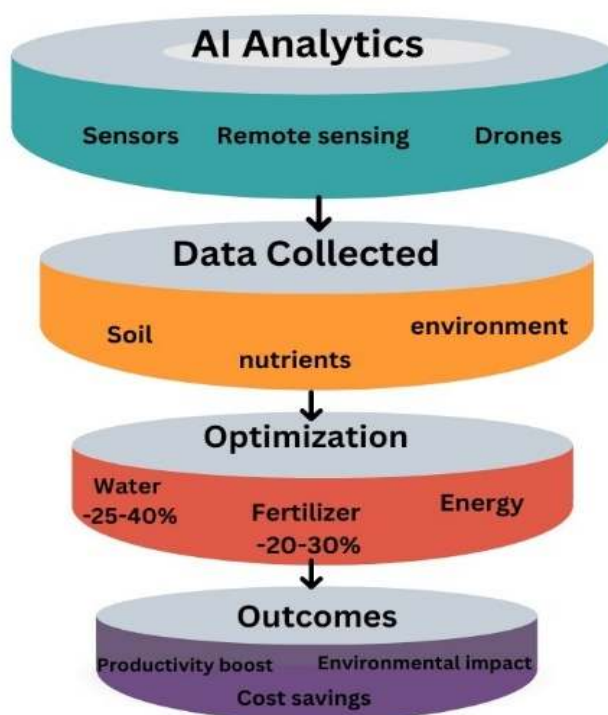 AI Analytics
Sensors Remote sensing Drones
Data Collected
Soil nutrients environment
Optimization
Water
-25-40%
Fertilizer
-20-30%
Energy
Outcomes
Productivity boost Environmental impact
Cost savings